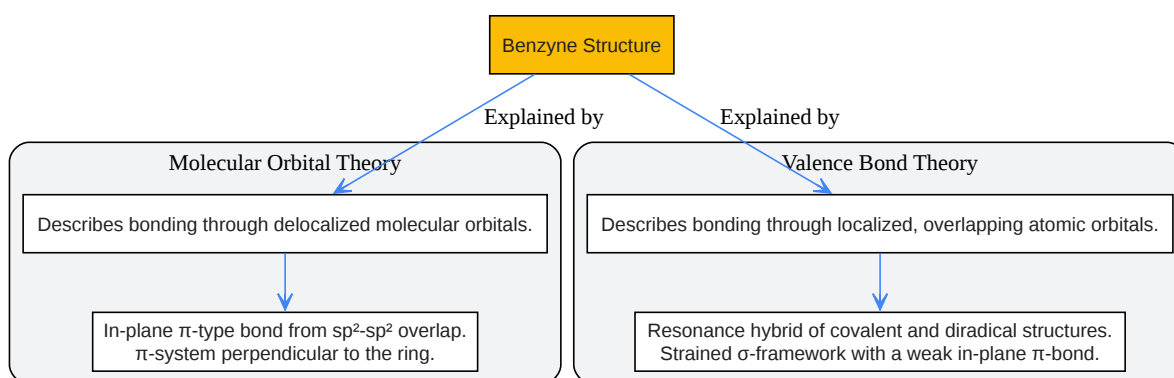 Benzyne Structure
Explained by
Explained by
Molecular Orbital Theory
Describes bonding through delocalized molecular orbitals.
In-plane π-type bond from sp²-sp² overlap.
π-system perpendicular to the ring.
Valence Bond Theory
Describes bonding through localized, overlapping atomic orbitals.
Resonance hybrid of covalent and diradical structures.
Strained σ-framework with a weak in-plane π-bond.